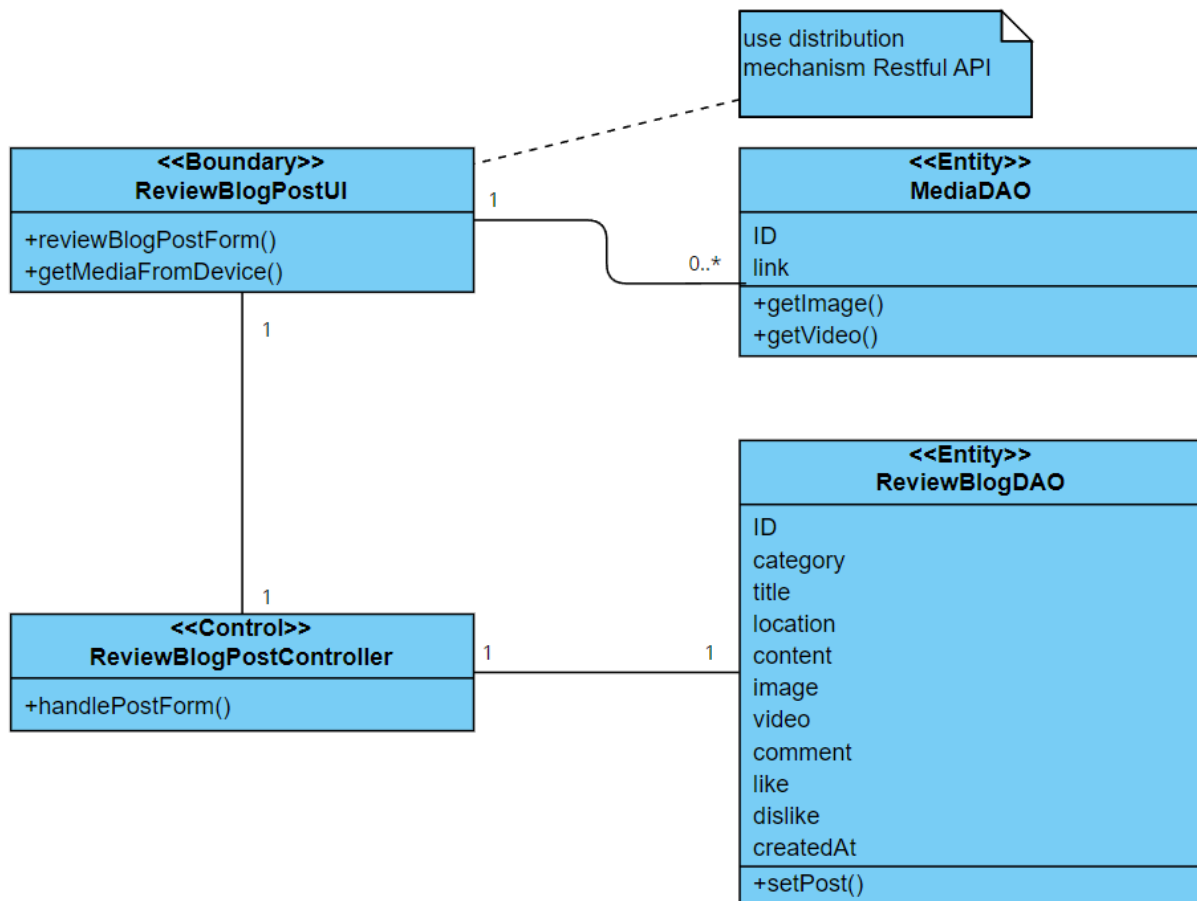 use distribution
mechanism Restful API
<<Boundary>>
ReviewBlogPostUI
+reviewBlogPostForm()
+getMediaFromDevice()
1
0..*
<<Entity>>
MediaDAO
ID
link
+getImage()
+getVideo()
1
1
<<Control>>
ReviewBlogPostController
+handlePostForm()
1
1
<<Entity>>
ReviewBlogDAO
ID
category
title
location
content
image
video
comment
like
dislike
createdAt
+setPost()